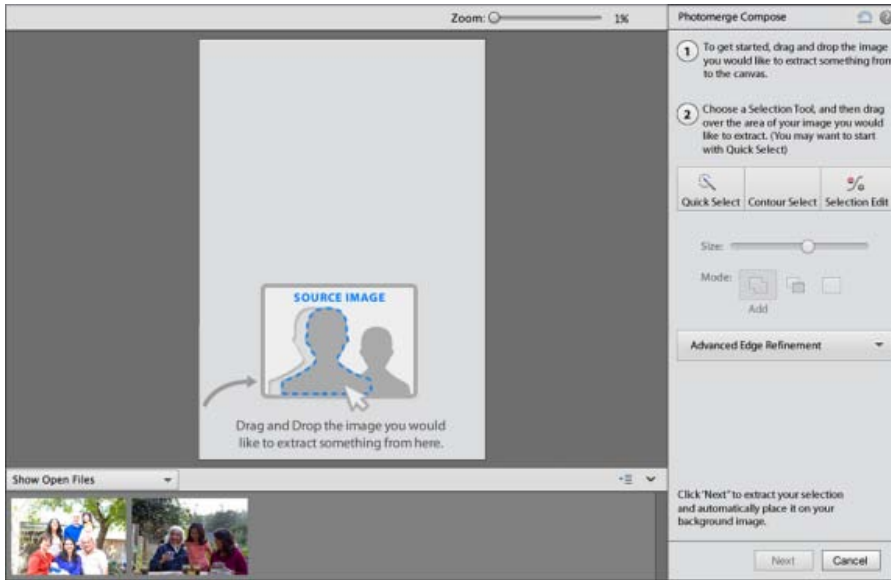 Zoom: 1%
Photomerge Compose
1 To get started, drag and drop the image
you would like to extract something from
to the canvas.
2 Choose a Selection Tool, and then drag
over the area of your image you would
like to extract. (You may want to start
with Quick Select)
Quick Select Contour Select Selection Edit
Size:
Mode:
Add
Advanced Edge Refinement
SOURCE IMAGE
Drag and Drop the image you would
like to extract something from here.
Show Open Files
Click "Next" to extract your selection
and automatically place it on your
background image.
Next Cancel